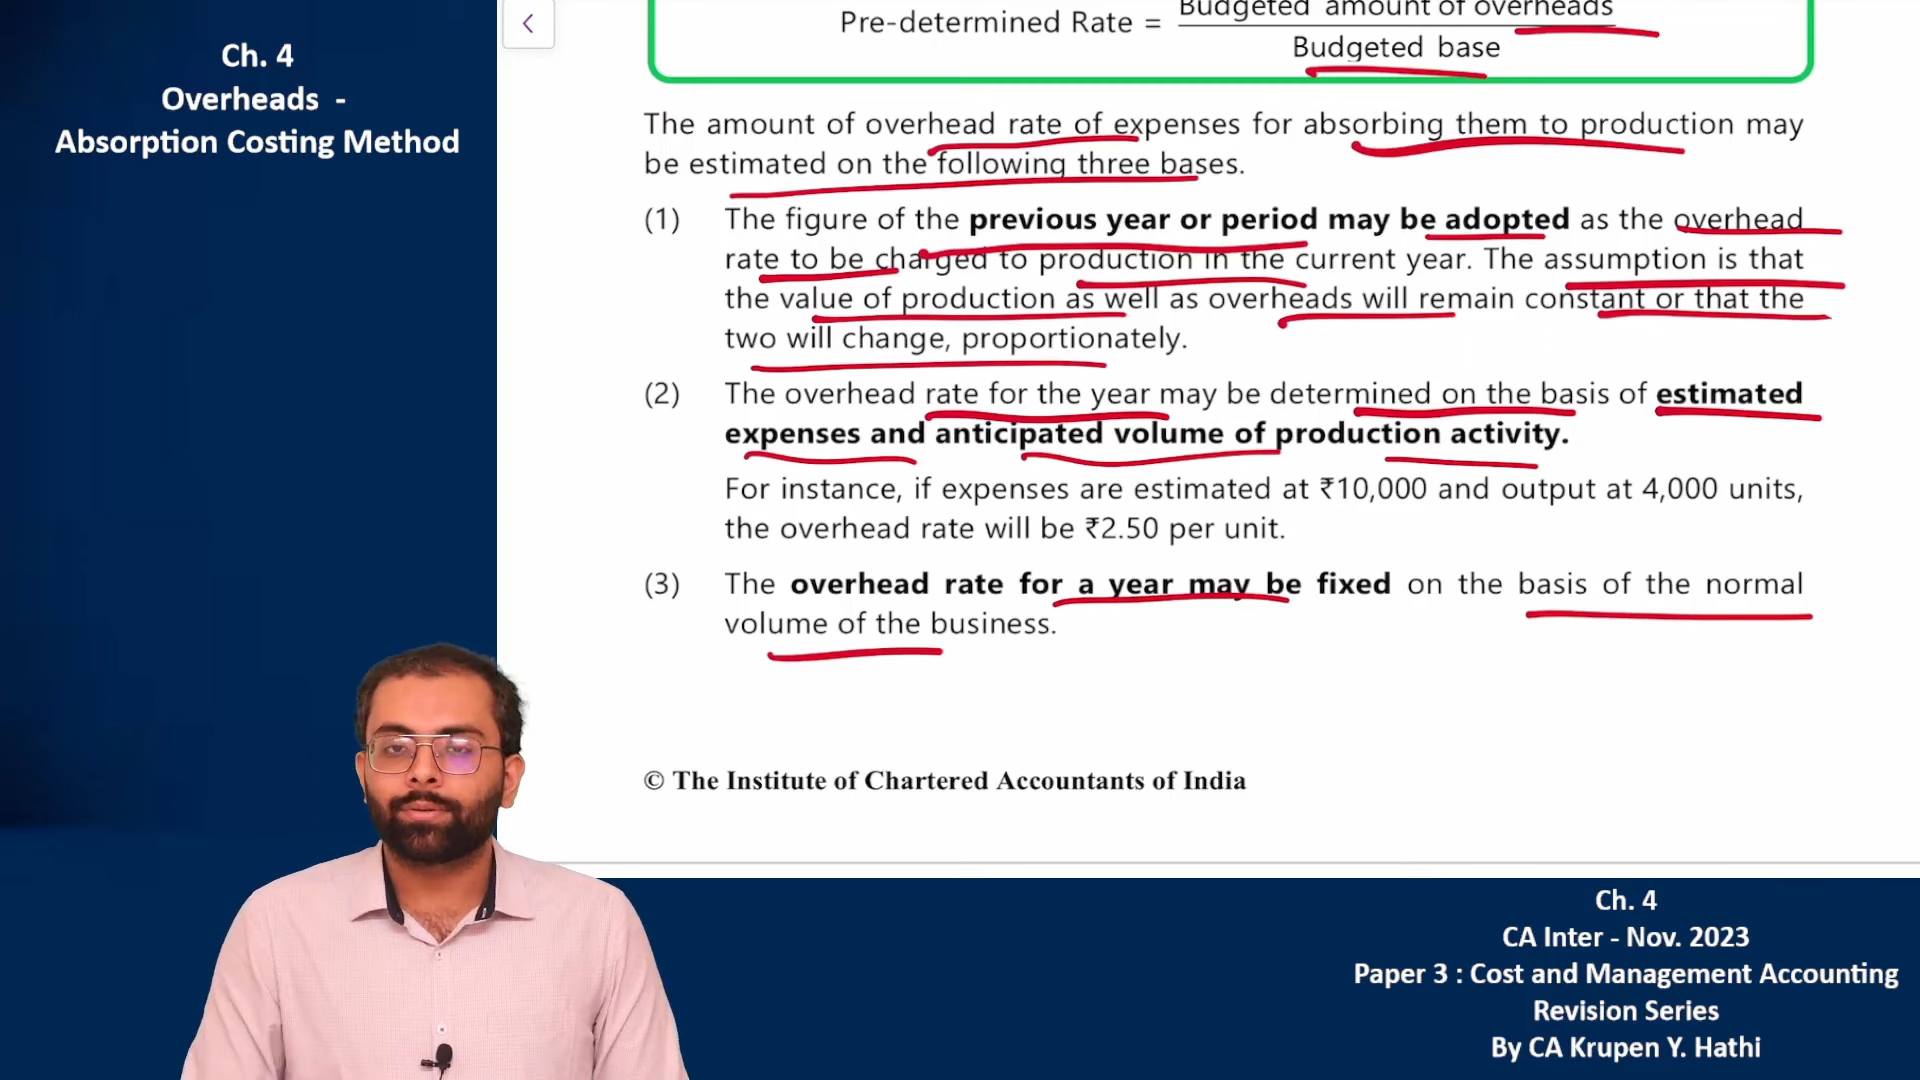 Ch. 4
Overheads -
Absorption Costing Method
Pre-determined Rate = Budgeted amount of overheads
Budgeted base
The amount of overhead rate of expenses for absorbing them to production may
be estimated on the following three bases.
(1) The figure of the previous year or period may be adopted as the overhead
rate to be charged to production in the current year. The assumption is that
the value of production as well as overheads will remain constant or that the
two will change, proportionately.
(2) The overhead rate for the year may be determined on the basis of estimated
expenses and anticipated volume of production activity.
For instance, if expenses are estimated at ₹10,000 and output at 4,000 units,
the overhead rate will be ₹2.50 per unit.
(3) The overhead rate for a year may be fixed on the basis of the normal
volume of the business.
© The Institute of Chartered Accountants of India
Ch. 4
CA Inter - Nov. 2023
Paper 3 : Cost and Management Accounting
Revision Series
By CA Krupen Y. Hathi